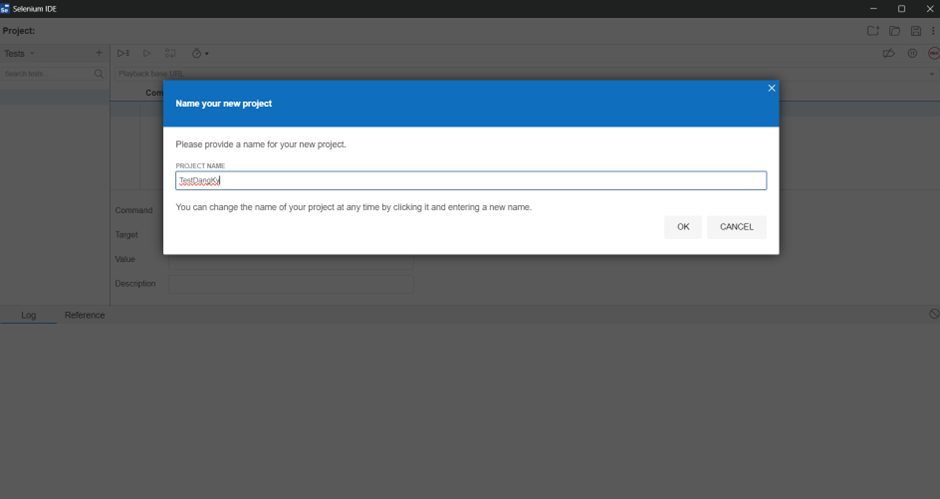 Se Selenium IDE
Project:
Tests
Search tests...
Playback base URL
Com
Name your new project
Please provide a name for your new project.
PROJECT NAME
TestDangKy
You can change the name of your project at any time by clicking it and entering a new name.
OK CANCEL
Command
Target
Value
Description
Log Reference